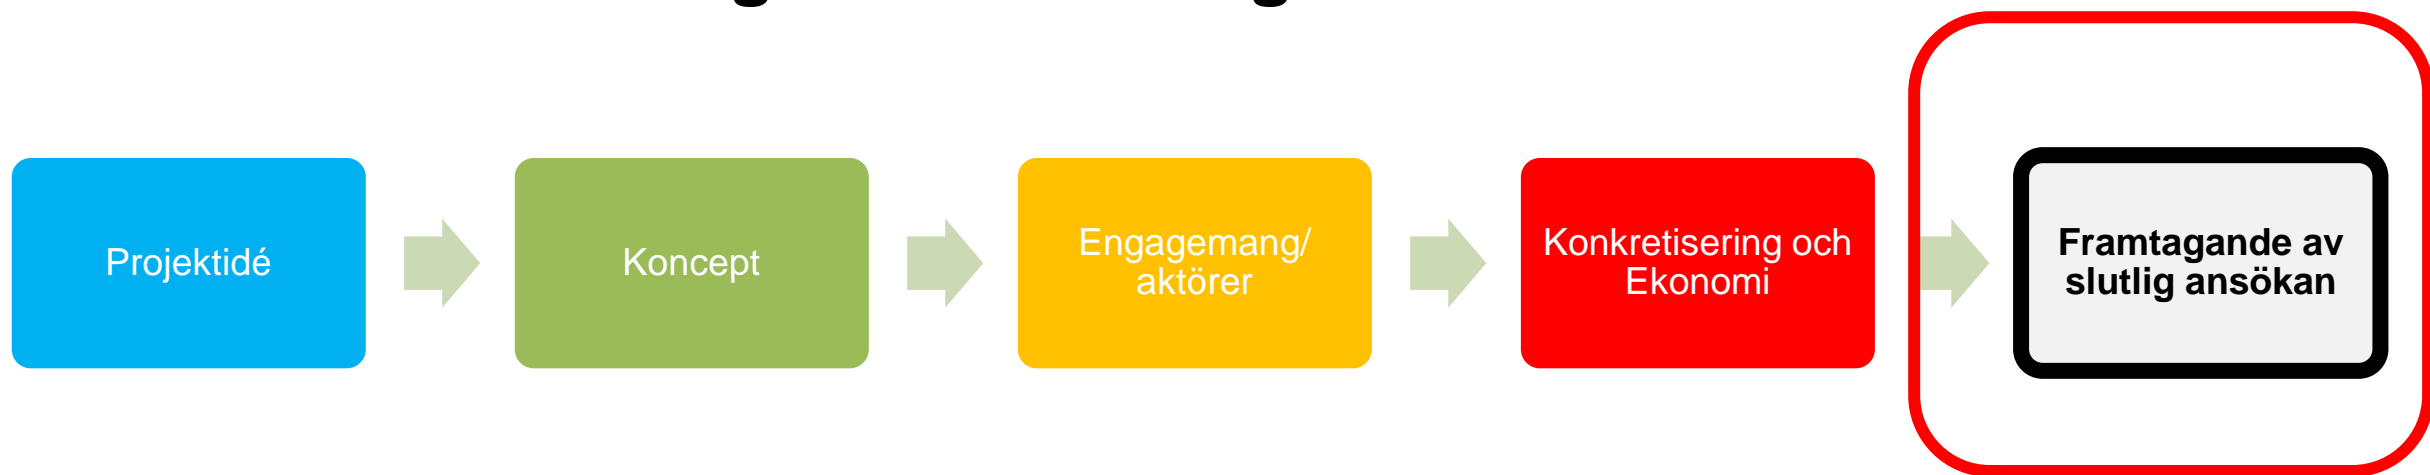 Projektidé
Koncept
Engagemang/
aktörer
Konkretisering och
Ekonomi
Framtagande av
slutlig ansökan